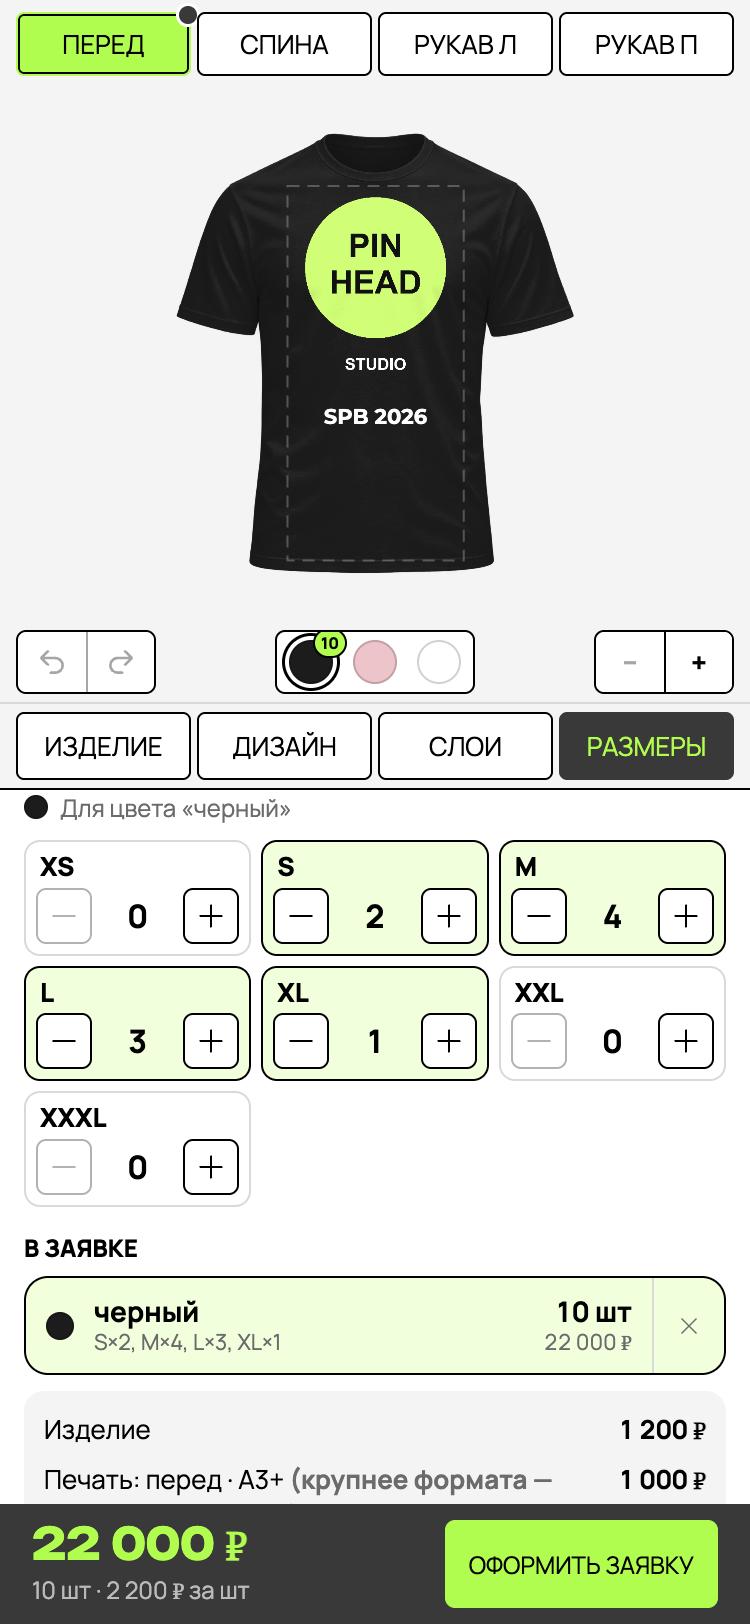 ПЕРЕД
СПИНА
РУКАВ Л
РУКАВ П
PIN
HEAD
STUDIO
SPB 2026
10
−
+
ИЗДЕЛИЕ
ДИЗАЙН
СЛОИ
РАЗМЕРЫ
Для цвета «черный»
XS
S
M
− 0 +
− 2 +
− 4 +
L
XL
XXL
− 3 +
− 1 +
− 0 +
XXXL
− 0 +
В ЗАЯВКЕ
черный
10 шт
S×2, M×4, L×3, XL×1
22 000 ₽
×
Изделие
1 200 ₽
Печать: перед · А3+ (крупнее формата —
1 000 ₽
22 000 ₽
10 шт · 2 200 ₽ за шт
ОФОРМИТЬ ЗАЯВКУ